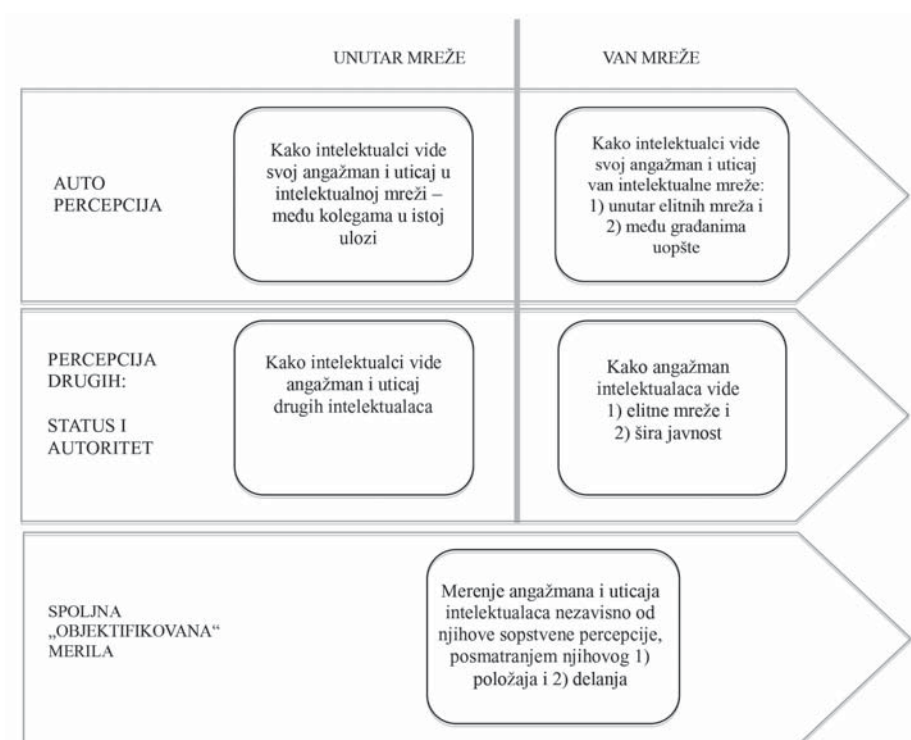 UNUTAR MREŽE
VAN MREŽE
AUTO
PERCEPCIJA
Kako intelektualci vide
svoj angažman i uticaj u
intelektualnoj mreži –
među kolegama u istoj
ulozi
Kako intelektualci vide
svoj angažman i uticaj
van intelektualne mreže:
1) unutar elitnih mreža i
2) među građanima
uopšte
PERCEPCIJA
DRUGIH:
STATUS I
AUTORITET
Kako intelektualci vide
angažman i uticaj
drugih intelektualaca
Kako angažman
intelektualaca vide
1) elitne mreže i
2) šira javnost
SPOLJNA
„OBJEKTIFIKOVANA“
MERILA
Merenje angažmana i uticaja
intelektualaca nezavisno od
njihove sopstvene percepcije,
posmatranjem njihovog 1)
položaja i 2) delanja